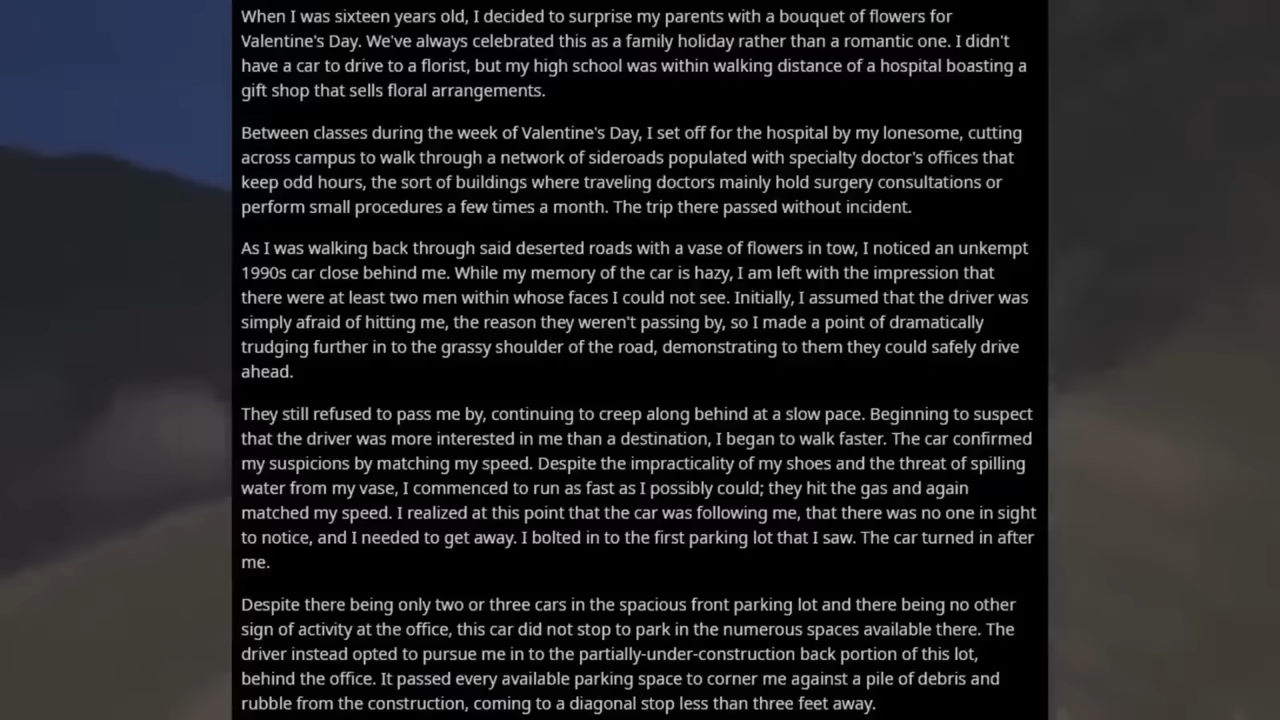 When I was sixteen years old, I decided to surprise my parents with a bouquet of flowers for
Valentine's Day. We've always celebrated this as a family holiday rather than a romantic one. I didn't
have a car to drive to a florist, but my high school was within walking distance of a hospital boasting a
gift shop that sells floral arrangements.
Between classes during the week of Valentine's Day, I set off for the hospital by my lonesome, cutting
across campus to walk through a network of sideroads populated with specialty doctor's offices that
keep odd hours, the sort of buildings where traveling doctors mainly hold surgery consultations or
perform small procedures a few times a month. The trip there passed without incident.
As I was walking back through said deserted roads with a vase of flowers in tow, I noticed an unkempt
1990s car close behind me. While my memory of the car is hazy, I am left with the impression that
there were at least two men within whose faces I could not see. Initially, I assumed that the driver was
simply afraid of hitting me, the reason they weren't passing by, so I made a point of dramatically
trudging further in to the grassy shoulder of the road, demonstrating to them they could safely drive
ahead.
They still refused to pass me by, continuing to creep along behind at a slow pace. Beginning to suspect
that the driver was more interested in me than a destination, I began to walk faster. The car confirmed
my suspicions by matching my speed. Despite the impracticality of my shoes and the threat of spilling
water from my vase, I commenced to run as fast as I possibly could; they hit the gas and again
matched my speed. I realized at this point that the car was following me, that there was no one in sight
to notice, and I needed to get away. I bolted in to the first parking lot that I saw. The car turned in after
me.
Despite there being only two or three cars in the spacious front parking lot and there being no other
sign of activity at the office, this car did not stop to park in the numerous spaces available there. The
driver instead opted to pursue me in to the partially-under-construction back portion of this lot,
behind the office. It passed every available parking space to corner me against a pile of debris and
rubble from the construction, coming to a diagonal stop less than three feet away.